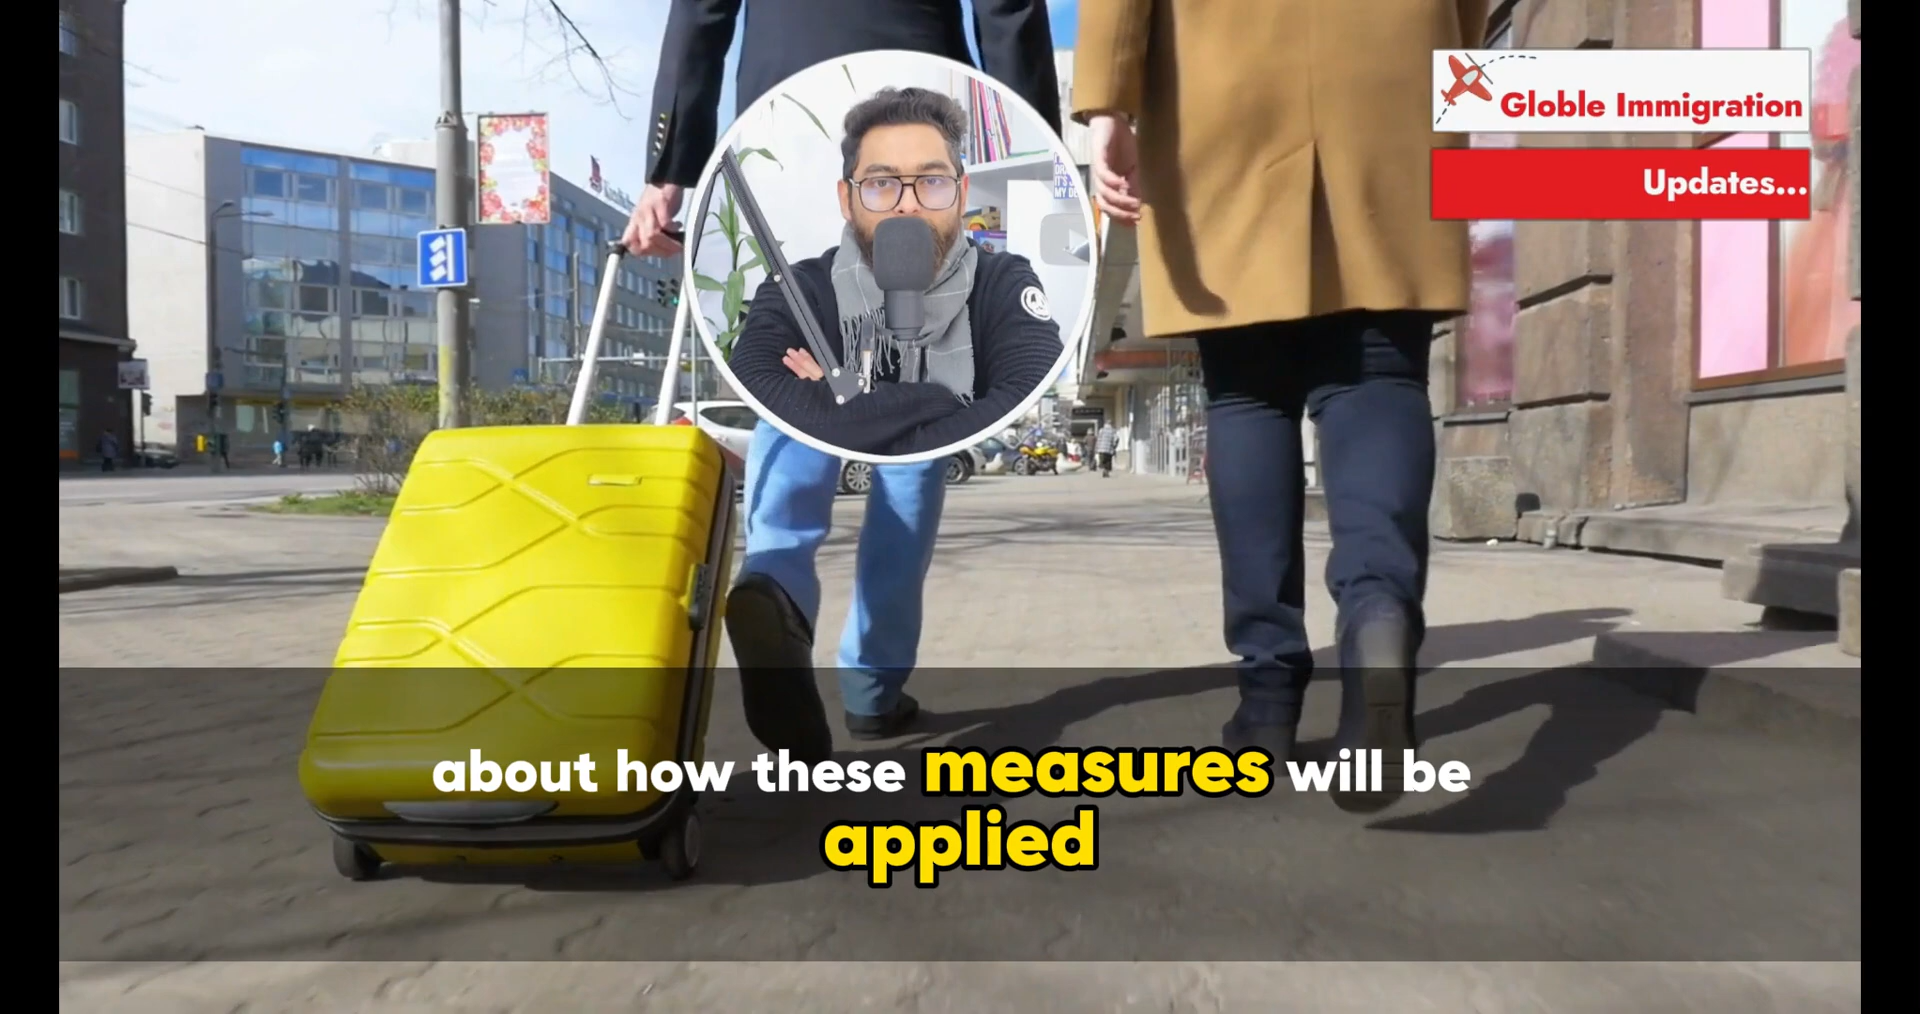 Globle Immigration
Updates...
about how these measures will be
applied